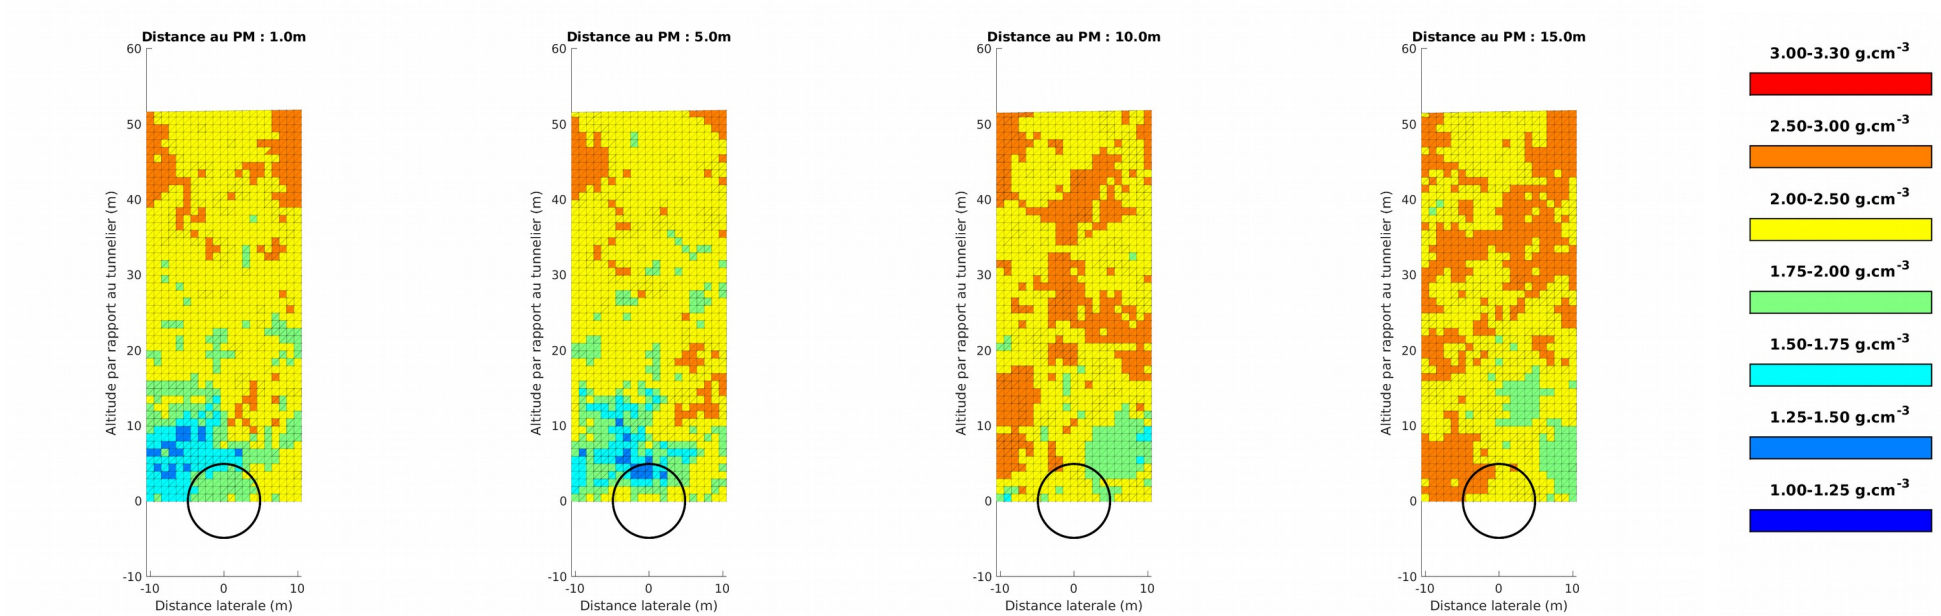 Distance au PM : 1.0m
60
50
40
30
20
10
0
-10
Altitude par rapport au tunnelier (m)
-10 0 10
Distance laterale (m)
Distance au PM : 5.0m
60
50
40
30
20
10
0
-10
Altitude par rapport au tunnelier (m)
-10 0 10
Distance laterale (m)
Distance au PM : 10.0m
60
50
40
30
20
10
0
-10
Altitude par rapport au tunnelier (m)
-10 0 10
Distance laterale (m)
Distance au PM : 15.0m
60
50
40
30
20
10
0
-10
Altitude par rapport au tunnelier (m)
-10 0 10
Distance laterale (m)
3.00-3.30 g.cm⁻³
2.50-3.00 g.cm⁻³
2.00-2.50 g.cm⁻³
1.75-2.00 g.cm⁻³
1.50-1.75 g.cm⁻³
1.25-1.50 g.cm⁻³
1.00-1.25 g.cm⁻³